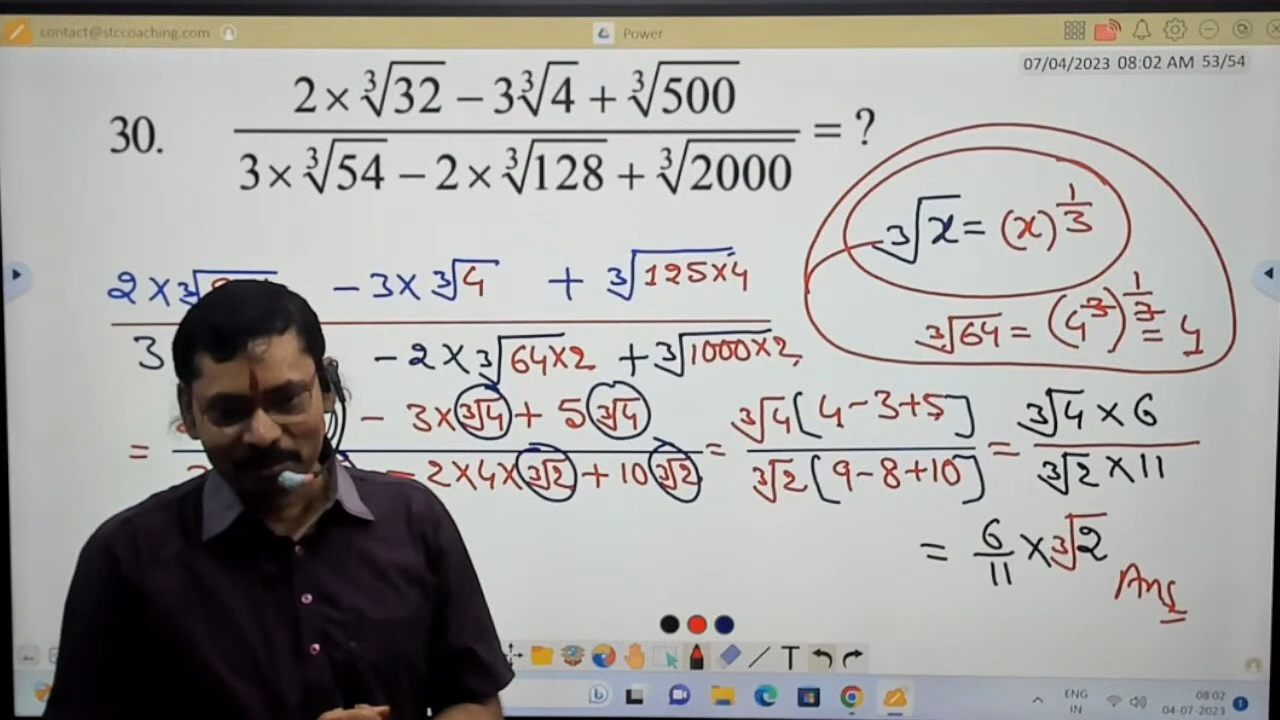 contact@stccoaching.com
Power
07/04/2023 08:02 AM 53/54
30. (2 × ∛32 − 3∛4 + ∛500) / (3 × ∛54 − 2 × ∛128 + ∛2000) = ?
∛x = (x)^(1/3)
∛64 = (4^3)^(1/3) = 4
2 × ∛ − 3 × ∛4 + ∛125×4
3 − 2 × ∛64×2 + ∛1000×2
= − 3 × ∛4 + 5 ∛4 = ∛4 [4 − 3 + 5] = ∛4 × 6
− 2 × 4 × ∛2 + 10 ∛2 ∛2 [9 − 8 + 10] ∛2 × 11
= 6/11 × ∛2
Ans
T
ENG
IN
08:02
04-07-2023